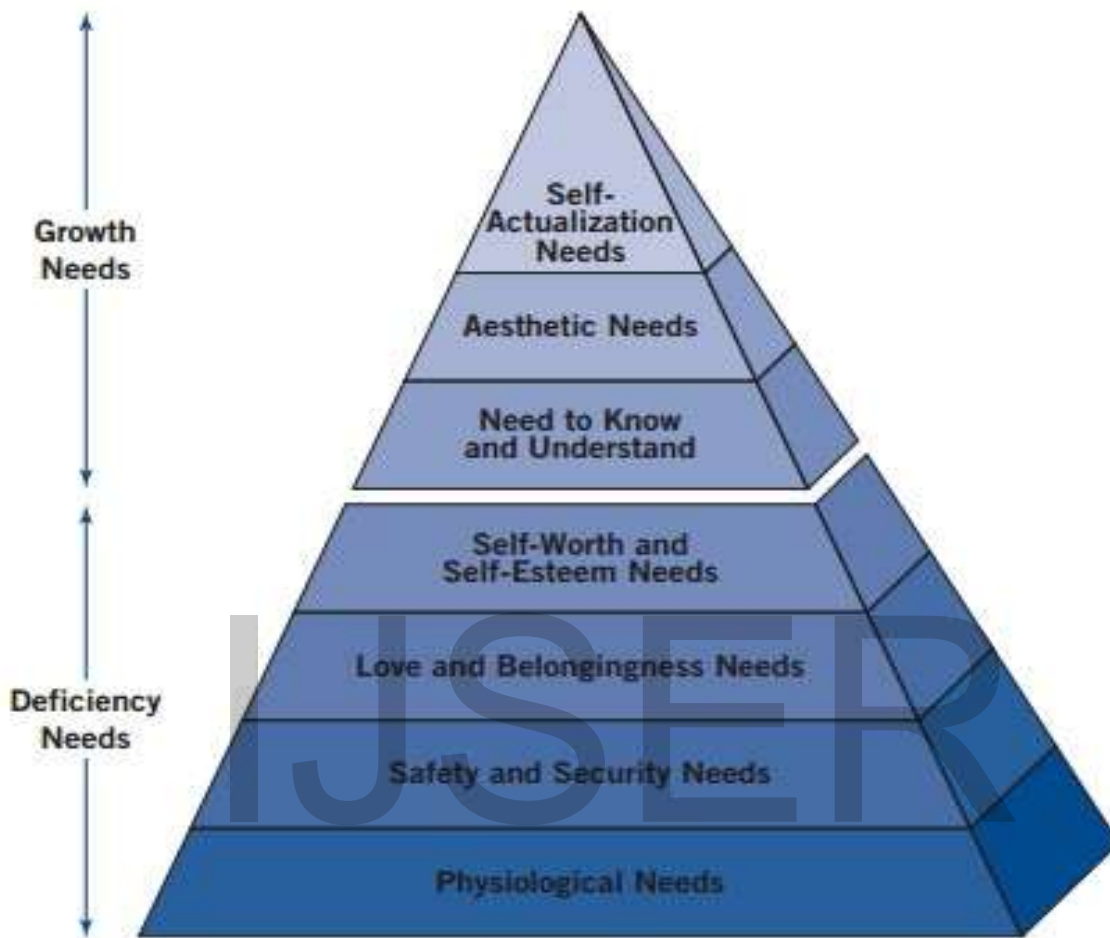 Self-
Actualization
Needs
Growth
Needs
Aesthetic Needs
Need to Know
and Understand
Self-Worth and
Self-Esteem Needs
Love and Belongingness Needs
Deficiency
Needs
Safety and Security Needs
Physiological Needs
IJSER